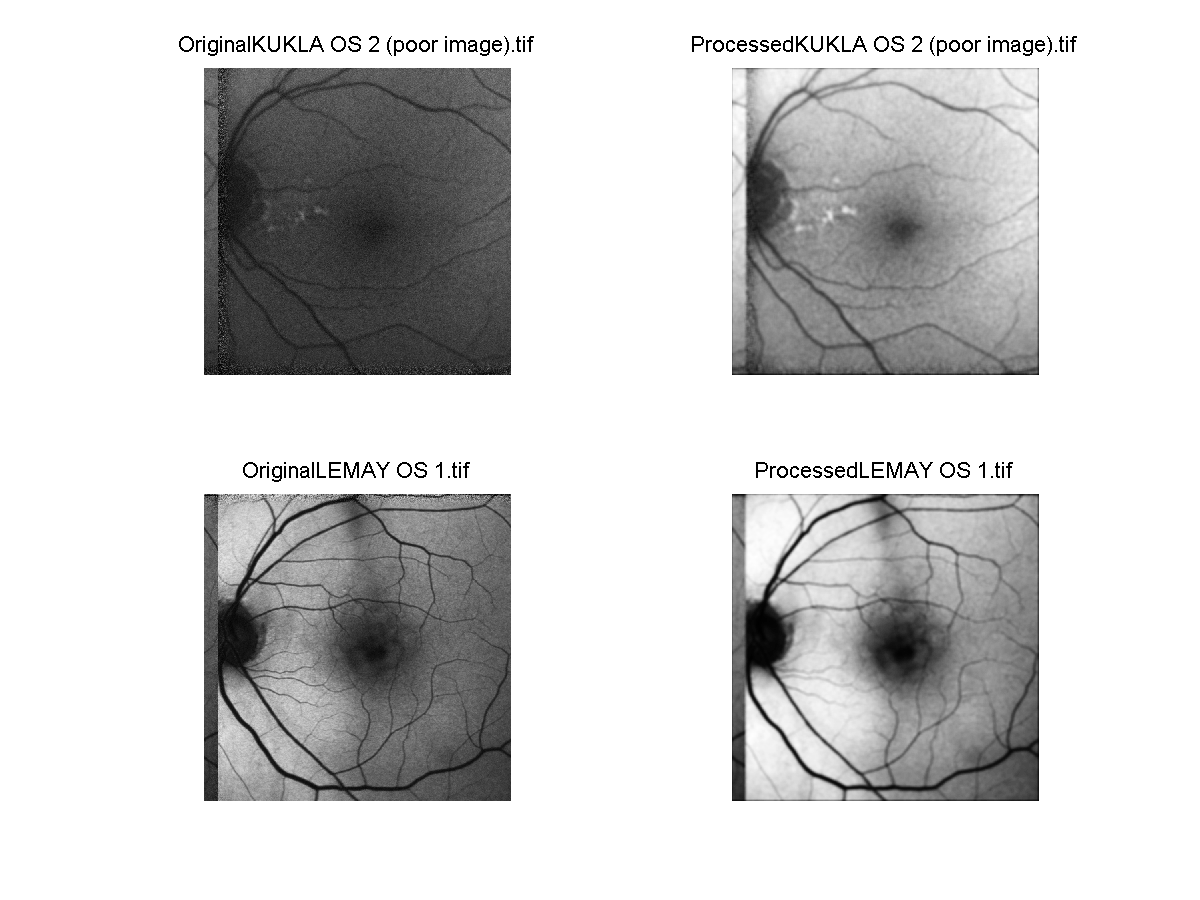 OriginalKUKLA OS 2 (poor image).tif
ProcessedKUKLA OS 2 (poor image).tif
OriginalLEMAY OS 1.tif
ProcessedLEMAY OS 1.tif